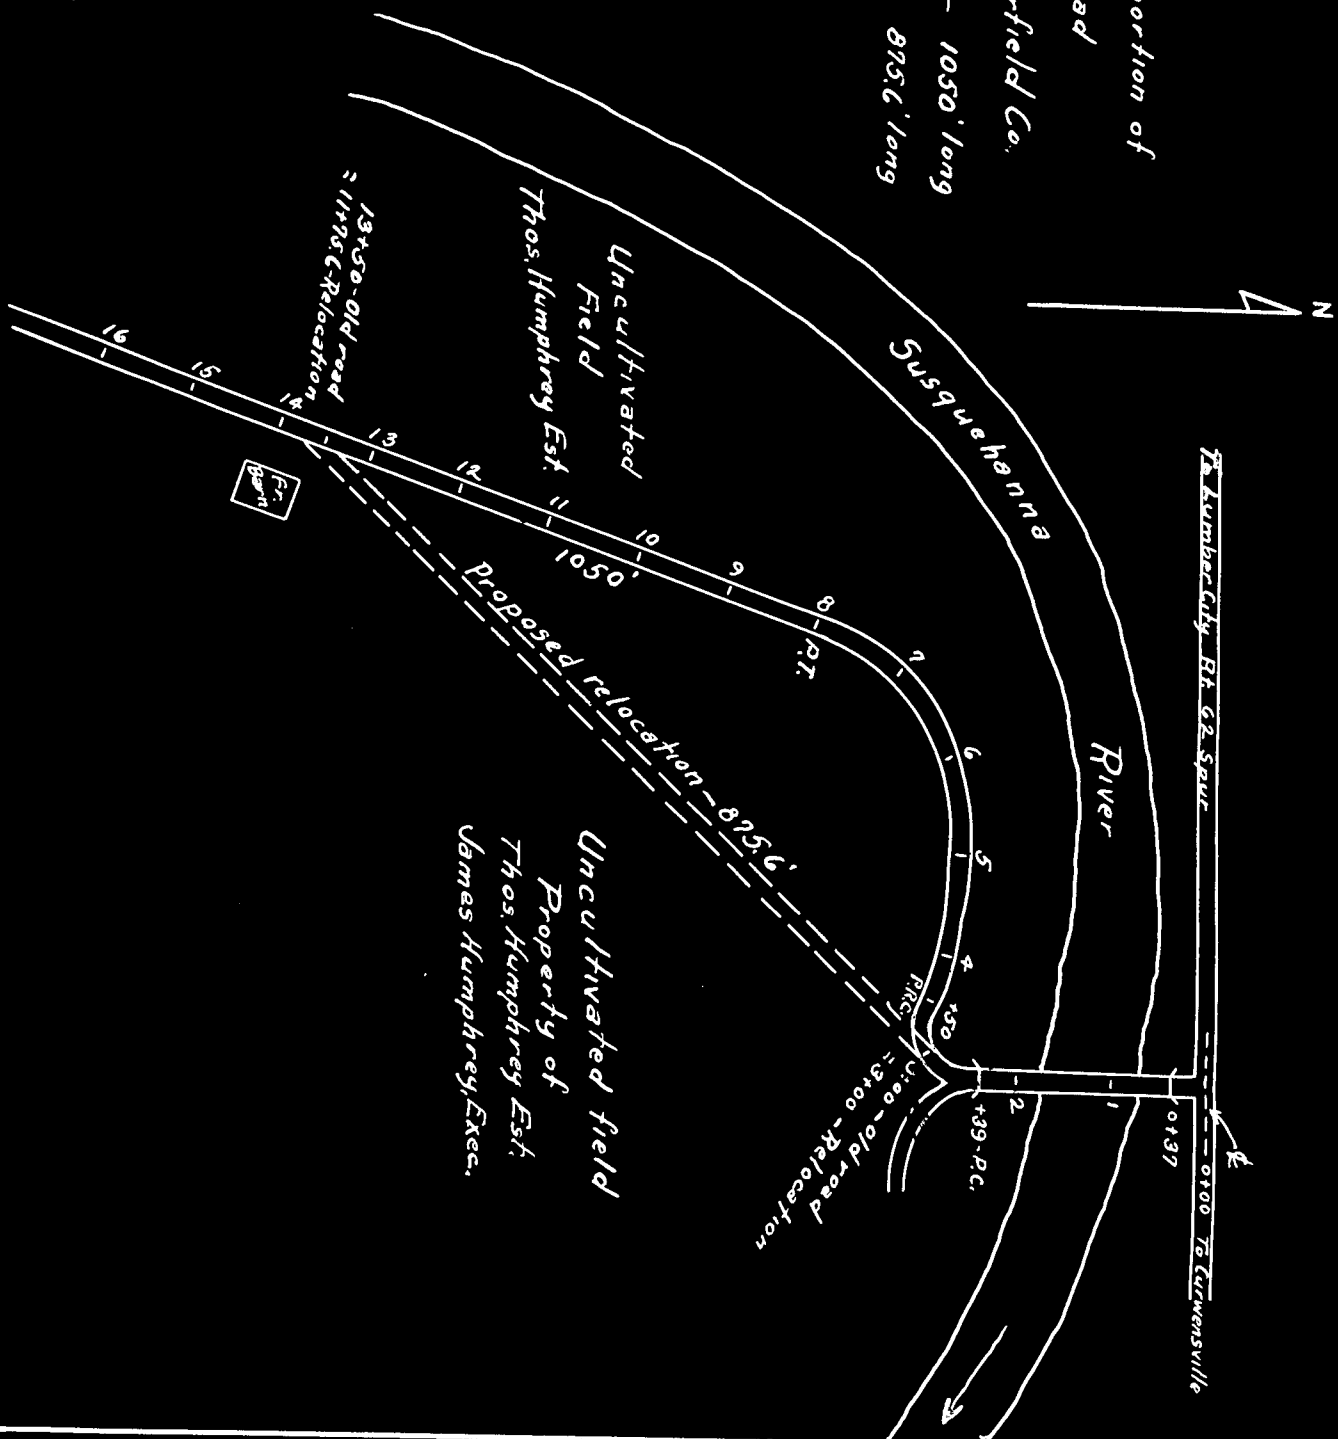 portion of
ad
rfield Co.
- 1050' long
875.6' long
N
To Lumber City Rt. 62 Spur
℄
0+00 To Curwensville
0+37
1
2
+39-P.C.
Susquehanna
River
3+00-Old road
=3+00-Relocation
+50
P.R.C.
4
5
6
7
8
P.T.
9
10
11
12
13
14
15
16
1050'
Proposed relocation-875.6'
Uncultivated
Field
Thos. Humphrey Est.
13+50-Old road
=11+75.6-Relocation
Fr.
Barn
Uncultivated field
Property of
Thos. Humphrey Est.
James Humphrey, Exec.